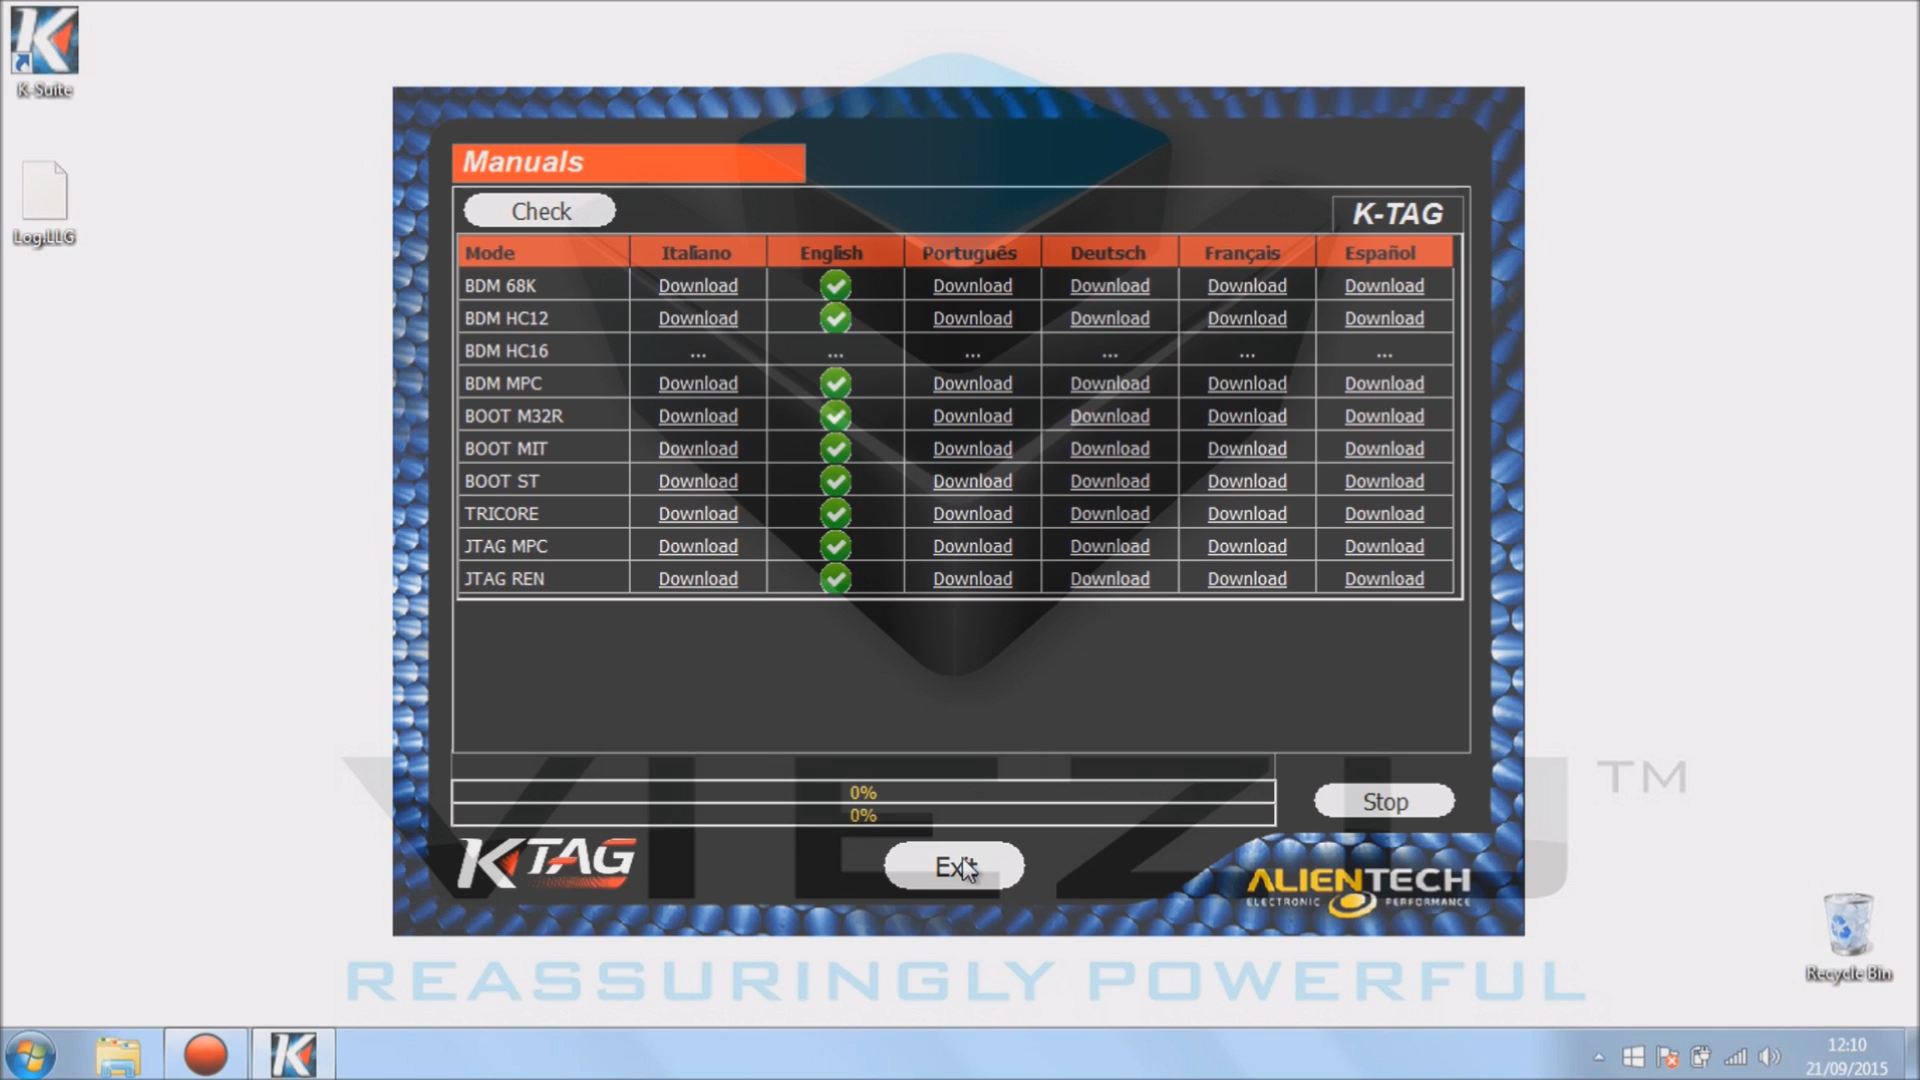 K-Suite
Log.LLG
Manuals
Check
K-TAG
Mode Italiano English Português Deutsch Français Español
BDM 68K Download Download Download Download Download
BDM HC12 Download Download Download Download Download
BDM HC16 ... ... ... ... ... ...
BDM MPC Download Download Download Download Download
BOOT M32R Download Download Download Download Download
BOOT MIT Download Download Download Download Download
BOOT ST Download Download Download Download Download
TRICORE Download Download Download Download Download
JTAG MPC Download Download Download Download Download
JTAG REN Download Download Download Download Download
0%
0%
Stop
VIEZU™
KTAG
Exit
ALIENTECH
ELECTRONIC PERFORMANCE
REASSURINGLY POWERFUL
Recycle Bin
12:10
21/09/2015